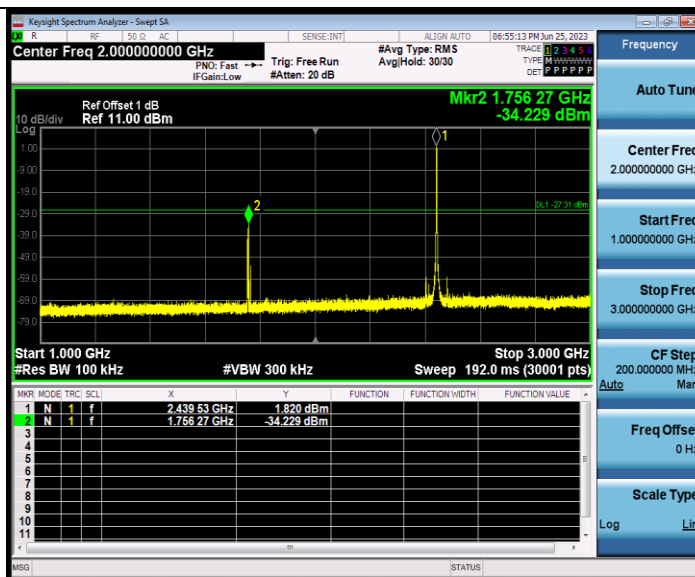 Keysight Spectrum Analyzer - Swept SA
R RF 50 Ω AC SENSE:INT ALIGN AUTO 06:55:13 PM Jun 25, 2023
Center Freq 2.000000000 GHz
PNO: Fast
IFGain:Low
Trig: Free Run
#Atten: 20 dB
#Avg Type: RMS
Avg|Hold: 30/30
TRACE 1 2 3 4 5 6
TYPE M WWWWW
DET P P P P P P
Ref Offset 1 dB
10 dB/div Ref 11.00 dBm
Log
Mkr2 1.756 27 GHz
-34.229 dBm
1
1.00
-9.00
-19.0
2
DL1 -27.31 dBm
-29.0
-39.0
-49.0
-59.0
-69.0
-79.0
Start 1.000 GHz Stop 3.000 GHz
#Res BW 100 kHz #VBW 300 kHz Sweep 192.0 ms (30001 pts)
MKR MODE TRC SCL X Y FUNCTION FUNCTION WIDTH FUNCTION VALUE
1 N 1 f 2.439 53 GHz 1.820 dBm
2 N 1 f 1.756 27 GHz -34.229 dBm
3
4
5
6
7
8
9
10
11
MSG STATUS
Frequency
Auto Tune
Center Freq
2.000000000 GHz
Start Freq
1.000000000 GHz
Stop Freq
3.000000000 GHz
CF Step
200.000000 MHz
Auto Man
Freq Offset
0 Hz
Scale Type
Log Lin